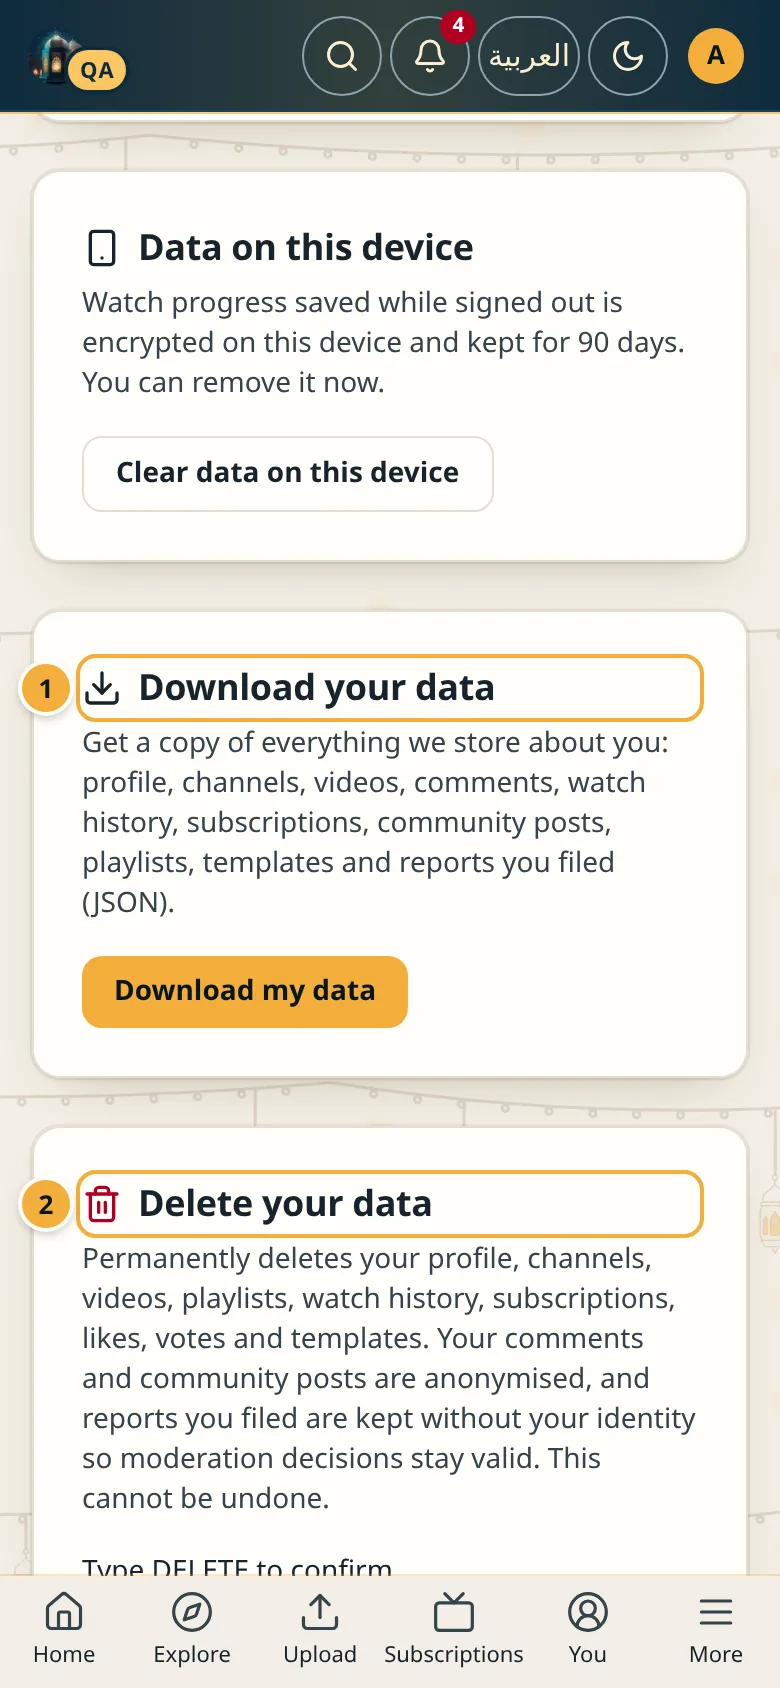 QA
4
العربية
A
Data on this device
Watch progress saved while signed out is
encrypted on this device and kept for 90 days.
You can remove it now.
Clear data on this device
1
Download your data
Get a copy of everything we store about you:
profile, channels, videos, comments, watch
history, subscriptions, community posts,
playlists, templates and reports you filed
(JSON).
Download my data
2
Delete your data
Permanently deletes your profile, channels,
videos, playlists, watch history, subscriptions,
likes, votes and templates. Your comments
and community posts are anonymised, and
reports you filed are kept without your identity
so moderation decisions stay valid. This
cannot be undone.
Type DELETE to confirm
Home
Explore
Upload
Subscriptions
You
More